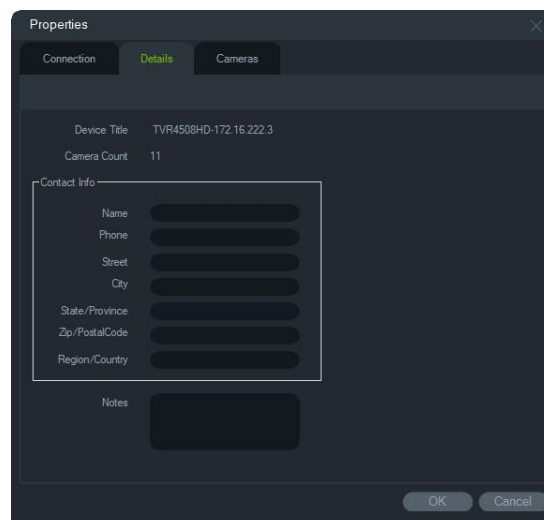 Properties
Connection Details Cameras
Device Title TVR4508HD-172.16.222.3
Camera Count 11
Contact Info
Name
Phone
Street
City
State/Province
Zip/PostalCode
Region/Country
Notes
OK Cancel